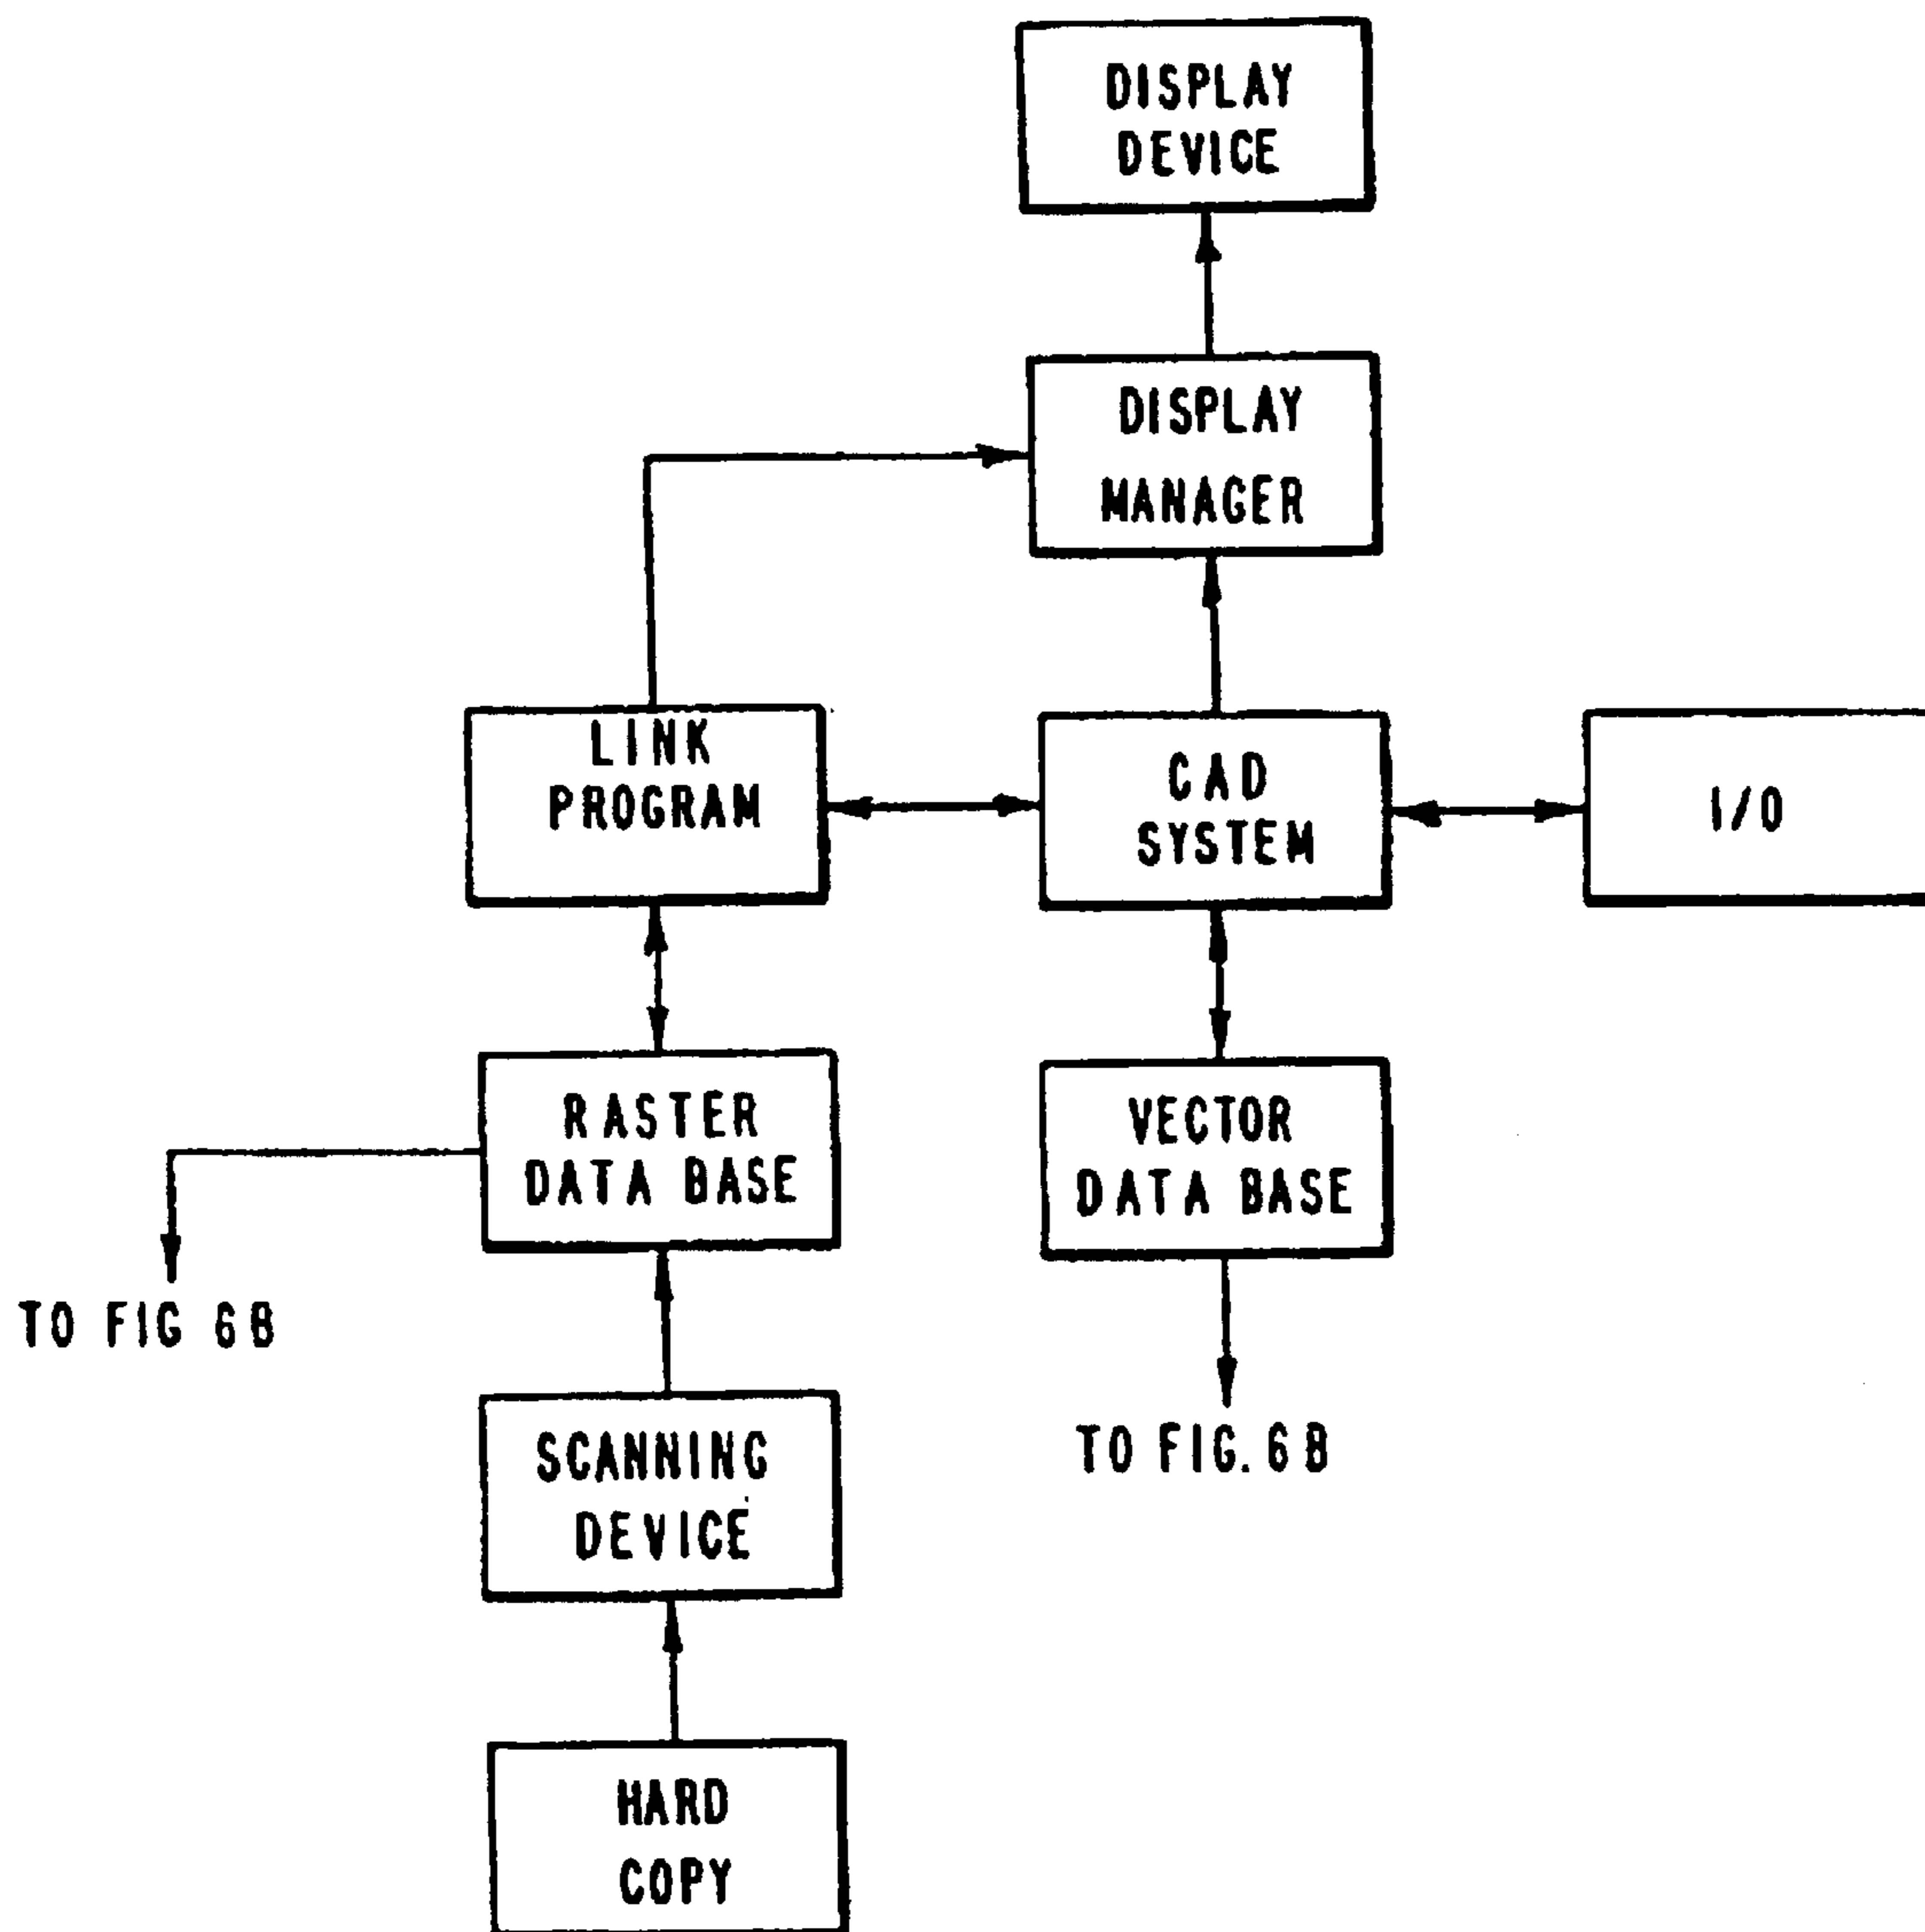 DISPLAY
DEVICE
DISPLAY
MANAGER
LINK
PROGRAM
CAD
SYSTEM
I/O
RASTER
DATA BASE
VECTOR
DATA BASE
TO FIG 6B
SCANNING
DEVICE
TO FIG. 6B
HARD
COPY